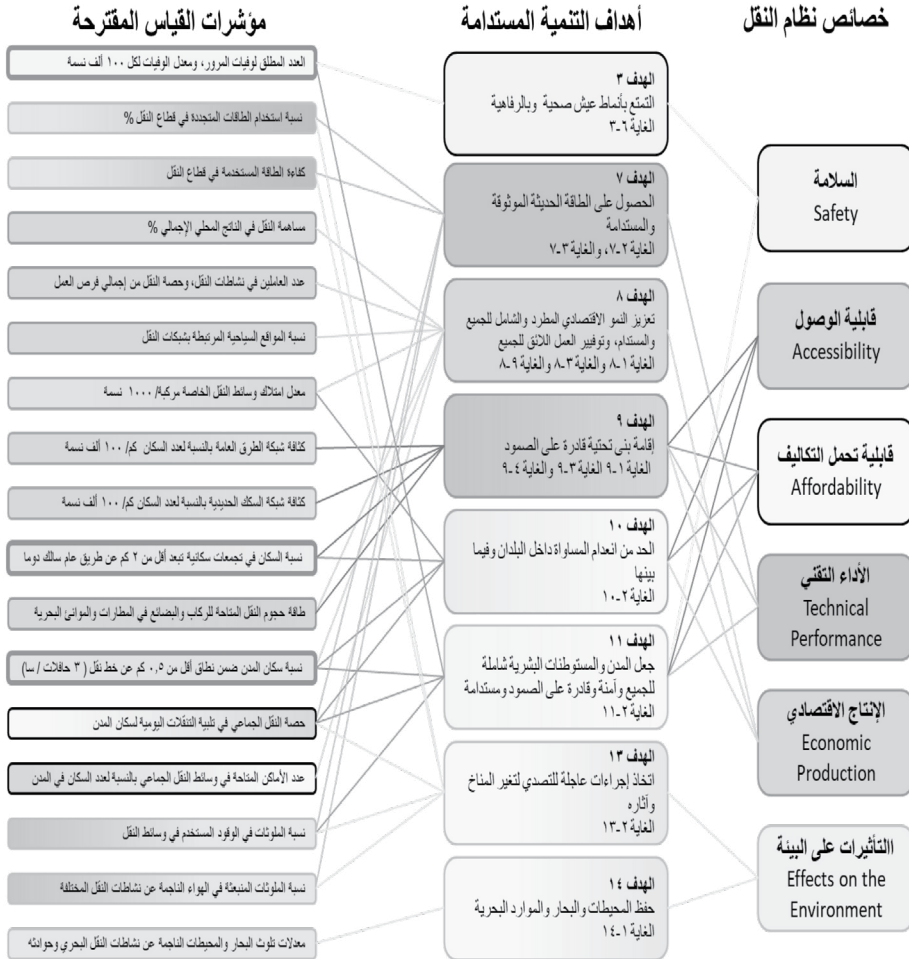 خصائص نظام النقل
السلامة
Safety
قابلية الوصول
Accessibility
قابلية تحمل التكاليف
Affordability
الأداء التقني
Technical
Performance
الإنتاج الاقتصادي
Economic
Production
االتأثيرات على البيئة
Effects on the
Environment
أهداف التنمية المستدامة
الهدف ٣
التمتع بأنماط عيش صحية وبالرفاهية
الغاية ٦-٣
الهدف ٧
الحصول على الطاقة الحديثة الموثوقة
والمستدامة
الغاية ٢-٧، والغاية ٣-٧
الهدف ٨
تعزيز النمو الاقتصادي المطرد والشامل للجميع
والمستدام، وتوفيير العمل اللائق للجميع
الغاية ١-٨ والغاية ٣-٨ والغاية ٩-٨
الهدف ٩
إقامة بنى تحتية قادرة على الصمود
الغاية ١-٩ الغاية ٣-٩ والغاية ٤-٩
الهدف ١٠
الحد من انعدام المساواة داخل البلدان وفيما
بينها
الغاية ٢-١٠
الهدف ١١
جعل المدن والمستوطنات البشرية شاملة
للجميع وآمنة وقادرة على الصمود ومستدامة
الغاية ٢-١١
الهدف ١٣
اتخاذ إجراءات عاجلة للتصدي لتغير المناخ
وآثاره
الغاية ٢-١٣
الهدف ١٤
حفظ المحيطات والبحار والموارد البحرية
الغاية ١-١٤
مؤشرات القياس المقترحة
العدد المطلق لوفيات المرور، ومعدل الوفيات لكل ١٠٠ ألف نسمة
نسبة استخدام الطاقات المتجددة في قطاع النقل %
كفاءة الطاقة المستخدمة في قطاع النقل
مساهمة النقل في الناتج المحلي الإجمالي %
عدد العاملين في نشاطات النقل، وحصة النقل من إجمالي فرص العمل
نسبة المواقع السياحية المرتبطة بشبكات النقل
معدل امتلاك وسائط النقل الخاصة مركبة/ ١٠٠٠ نسمة
كثافة شبكة الطرق العامة بالنسبة لعدد السكان كم/ ١٠٠ ألف نسمة
كثافة شبكة السكك الحديدية بالنسبة لعدد السكان كم/ ١٠٠ ألف نسمة
نسبة السكان في تجمعات سكانية تبعد أقل من ٢ كم عن طريق عام سالك دوما
طاقة حجوم النقل المتاحة للركاب والبضائع في المطارات والموانئ البحرية
نسبة سكان المدن ضمن نطاق أقل من ٠,٥ كم عن خط نقل ( ٣ حافلات / سا)
حصة النقل الجماعي في تلبية التنقلات اليومية لسكان المدن
عدد الأماكن المتاحة في وسائط النقل الجماعي بالنسبة لعدد السكان في المدن
نسبة الملوثات في الوقود المستخدم في وسائط النقل
نسبة الملوثات المنبعثة في الهواء الناجمة عن نشاطات النقل المختلفة
معدلات تلوث البحار والمحيطات الناجمة عن نشاطات النقل البحري وحوادثه